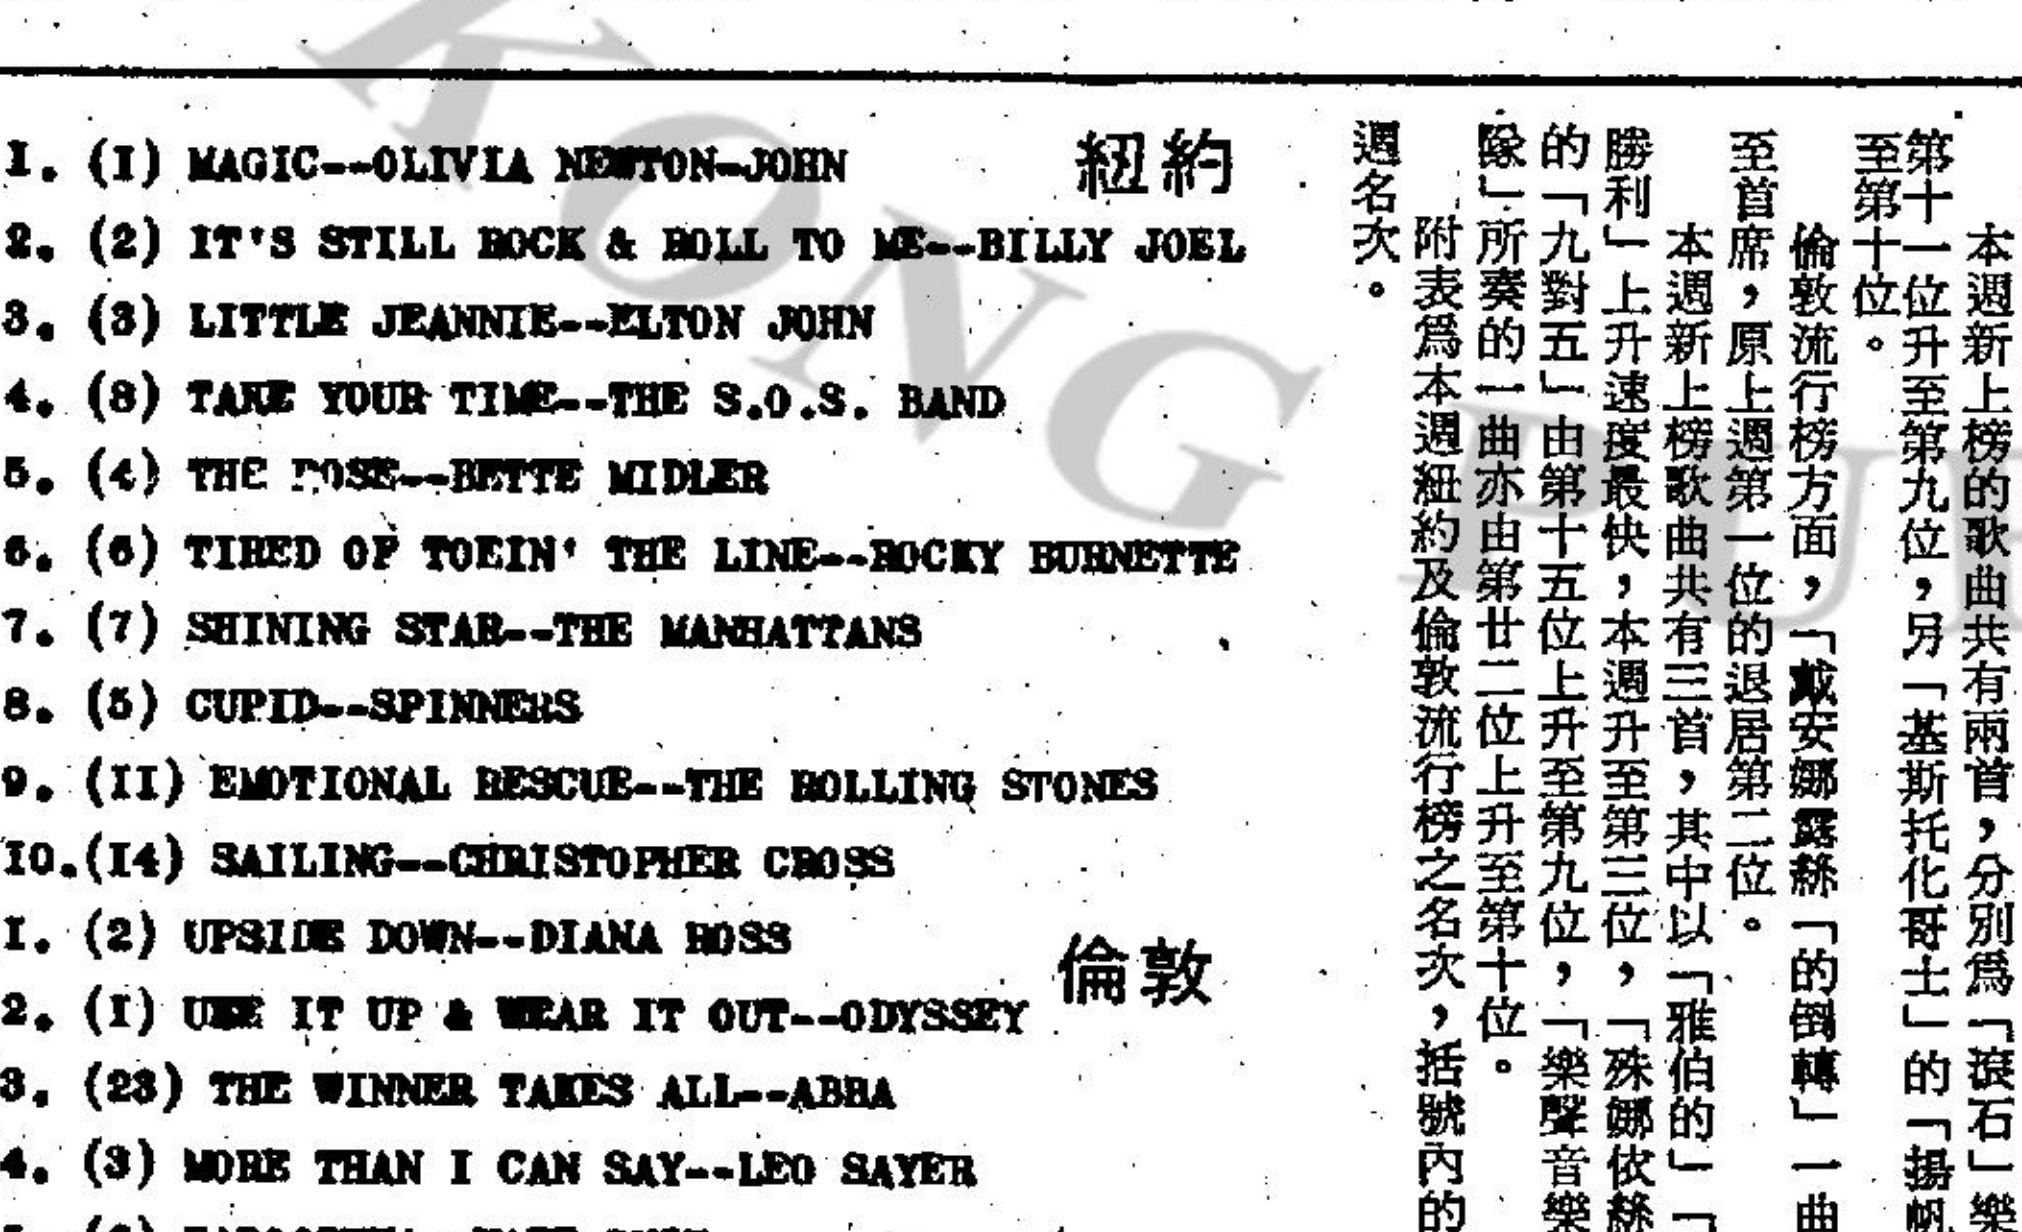 本週新上榜的歌曲共有兩首，分別爲「滾石」樂
第十一位升至第九位，另「基斯托化哥士」的「揚帆
至第十位。
倫敦流行榜方面，「戴安娜露絲「的倒轉」一曲
至首席，原上週第一位的退居第二位。
本週新上榜歌曲共有三首，其中以「雅伯的」「
勝利」上升速度最快，本週升至第三位，「殊娜依絲
的「九對五」由第十五位上升至第九位，「樂聲音樂
隊」所奏的一曲亦由第廿二位上升至第十位。
附表爲本週紐約及倫敦流行榜之名次，括號內的
週名次。
紐約
I. (I) MAGIC--OLIVIA NEWTON-JOHN
2. (2) IT'S STILL ROCK & ROLL TO ME--BILLY JOEL
3. (3) LITTLE JEANNIE--ELTON JOHN
4. (8) TAKE YOUR TIME--THE S.O.S. BAND
5. (4) THE ROSE--BETTE MIDLER
6. (6) TIRED OF TOEIN' THE LINE--ROCKY BURNETTE
7. (7) SHINING STAR--THE MANHATTANS
8. (5) CUPID--SPINNERS
9. (II) EMOTIONAL RESCUE--THE ROLLING STONES
I0.(I4) SAILING--CHRISTOPHER CROSS
倫敦
I. (2) UPSIDE DOWN--DIANA ROSS
2. (I) USE IT UP & WEAR IT OUT--ODYSSEY
3. (23) THE WINNER TAKES ALL--ABBA
4. (3) MORE THAN I CAN SAY--LEO SAYER
KONG
PU